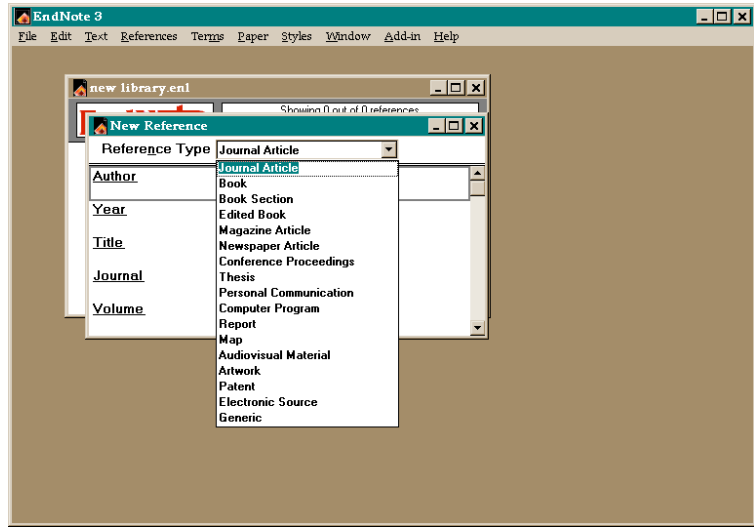 EndNote 3
File Edit Text References Terms Paper Styles Window Add-in Help
new library.enl
Showing 0 out of 0 references
New Reference
Reference Type Journal Article
Journal Article
Book
Book Section
Edited Book
Magazine Article
Newspaper Article
Conference Proceedings
Thesis
Personal Communication
Computer Program
Report
Map
Audiovisual Material
Artwork
Patent
Electronic Source
Generic
Author
Year
Title
Journal
Volume